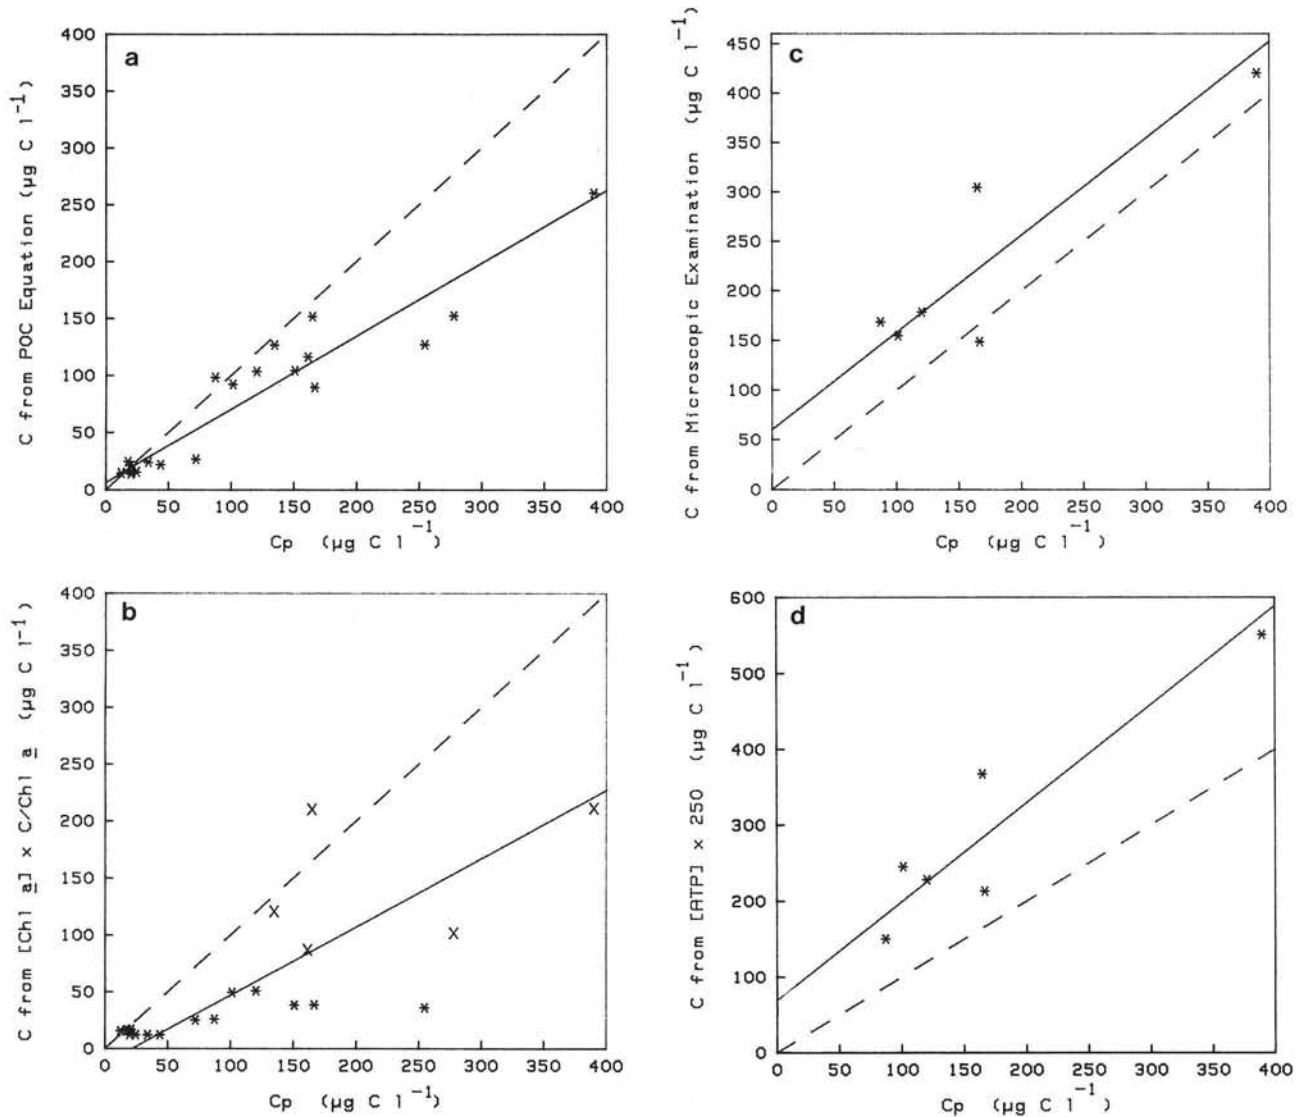 a
C from POC Equation (µg C l⁻¹)
400
350
300
250
200
150
100
50
0
0 50 100 150 200 250 300 350 400
Cp (µg C l⁻¹)
c
C from Microscopic Examination (µg C l⁻¹)
450
400
350
300
250
200
150
100
50
0
0 50 100 150 200 250 300 350 400
Cp (µg C l⁻¹)
b
C from [Chl a] x C/Chl a (µg C l⁻¹)
400
350
300
250
200
150
100
50
0
0 50 100 150 200 250 300 350 400
Cp (µg C l⁻¹)
d
C from [ATP] x 250 (µg C l⁻¹)
600
500
400
300
200
100
0
0 50 100 150 200 250 300 350 400
Cp (µg C l⁻¹)